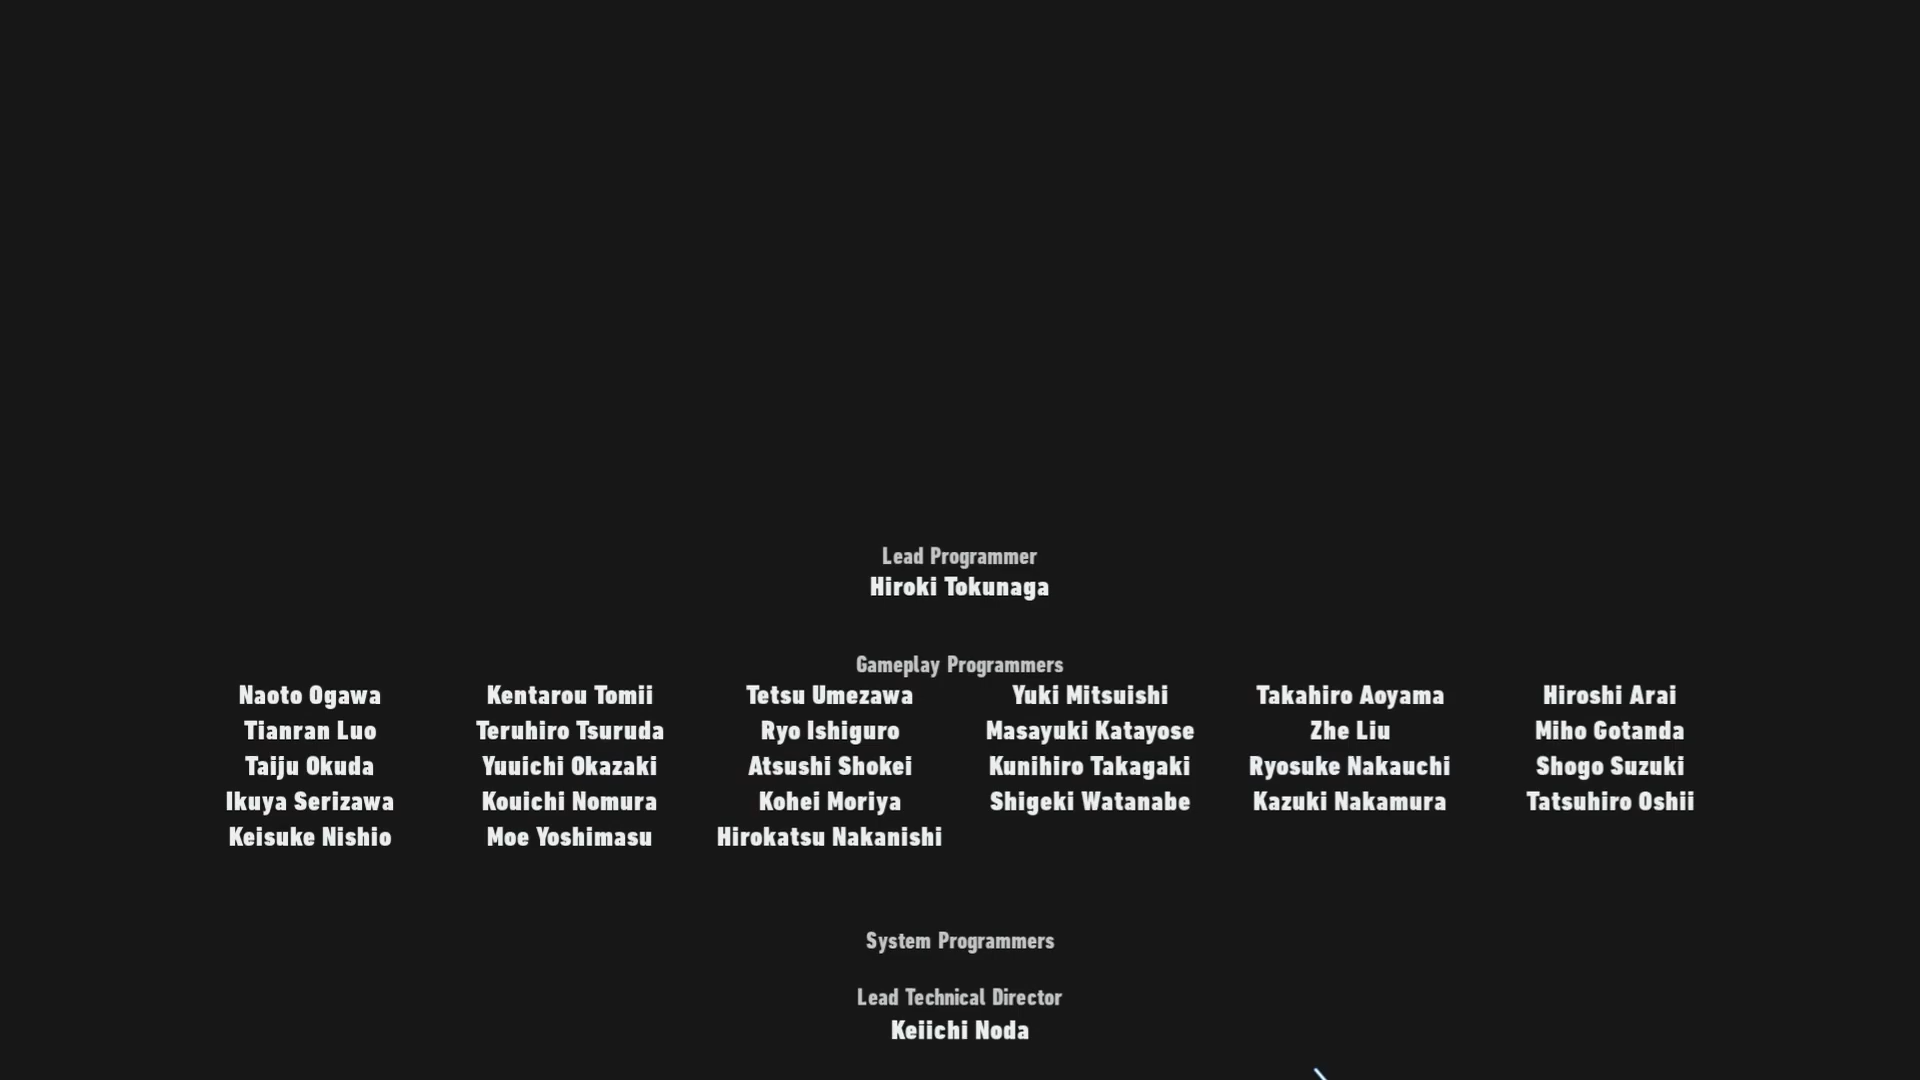 Lead Programmer
Hiroki Tokunaga
Gameplay Programmers
Naoto Ogawa Kentarou Tomii Tetsu Umezawa Yuki Mitsuishi Takahiro Aoyama Hiroshi Arai
Tianran Luo Teruhiro Tsuruda Ryo Ishiguro Masayuki Katayose Zhe Liu Miho Gotanda
Taiju Okuda Yuuichi Okazaki Atsushi Shokei Kunihiro Takagaki Ryosuke Nakauchi Shogo Suzuki
Ikuya Serizawa Kouichi Nomura Kohei Moriya Shigeki Watanabe Kazuki Nakamura Tatsuhiro Oshii
Keisuke Nishio Moe Yoshimasu Hirokatsu Nakanishi
System Programmers
Lead Technical Director
Keiichi Noda